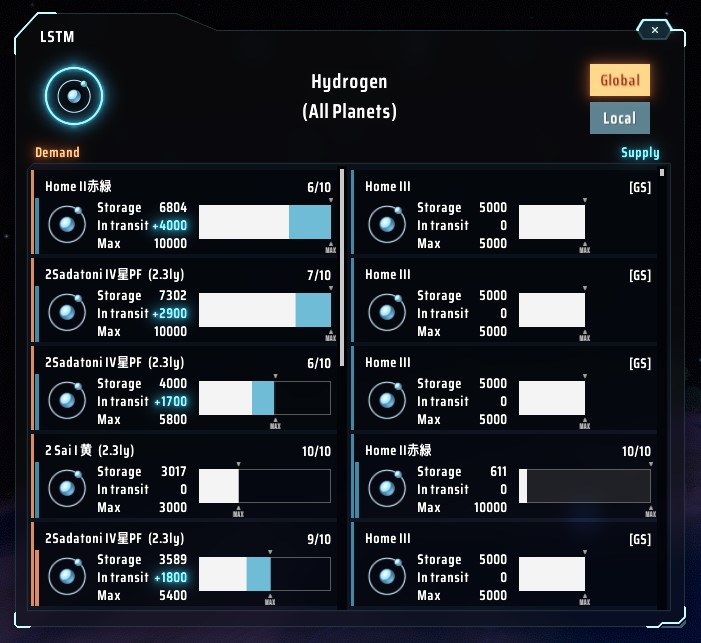 LSTM
×
Hydrogen
(All Planets)
Global
Local
Demand
Supply
Home II赤緑 6/10
Storage 6804
In transit +4000
Max 10000
MAX
2Sadatoni IV星PF (2.3ly) 7/10
Storage 7302
In transit +2900
Max 10000
MAX
2Sadatoni IV星PF (2.3ly) 6/10
Storage 4000
In transit +1700
Max 5800
MAX
2 Sai I 黄 (2.3ly) 10/10
Storage 3017
In transit 0
Max 3000
MAX
2Sadatoni IV星PF (2.3ly) 9/10
Storage 3589
In transit +1800
Max 5400
MAX
Home III [GS]
Storage 5000
In transit 0
Max 5000
MAX
Home III [GS]
Storage 5000
In transit 0
Max 5000
MAX
Home III [GS]
Storage 5000
In transit 0
Max 5000
MAX
Home II赤緑 10/10
Storage 611
In transit 0
Max 10000
MAX
Home III [GS]
Storage 5000
In transit 0
Max 5000
MAX